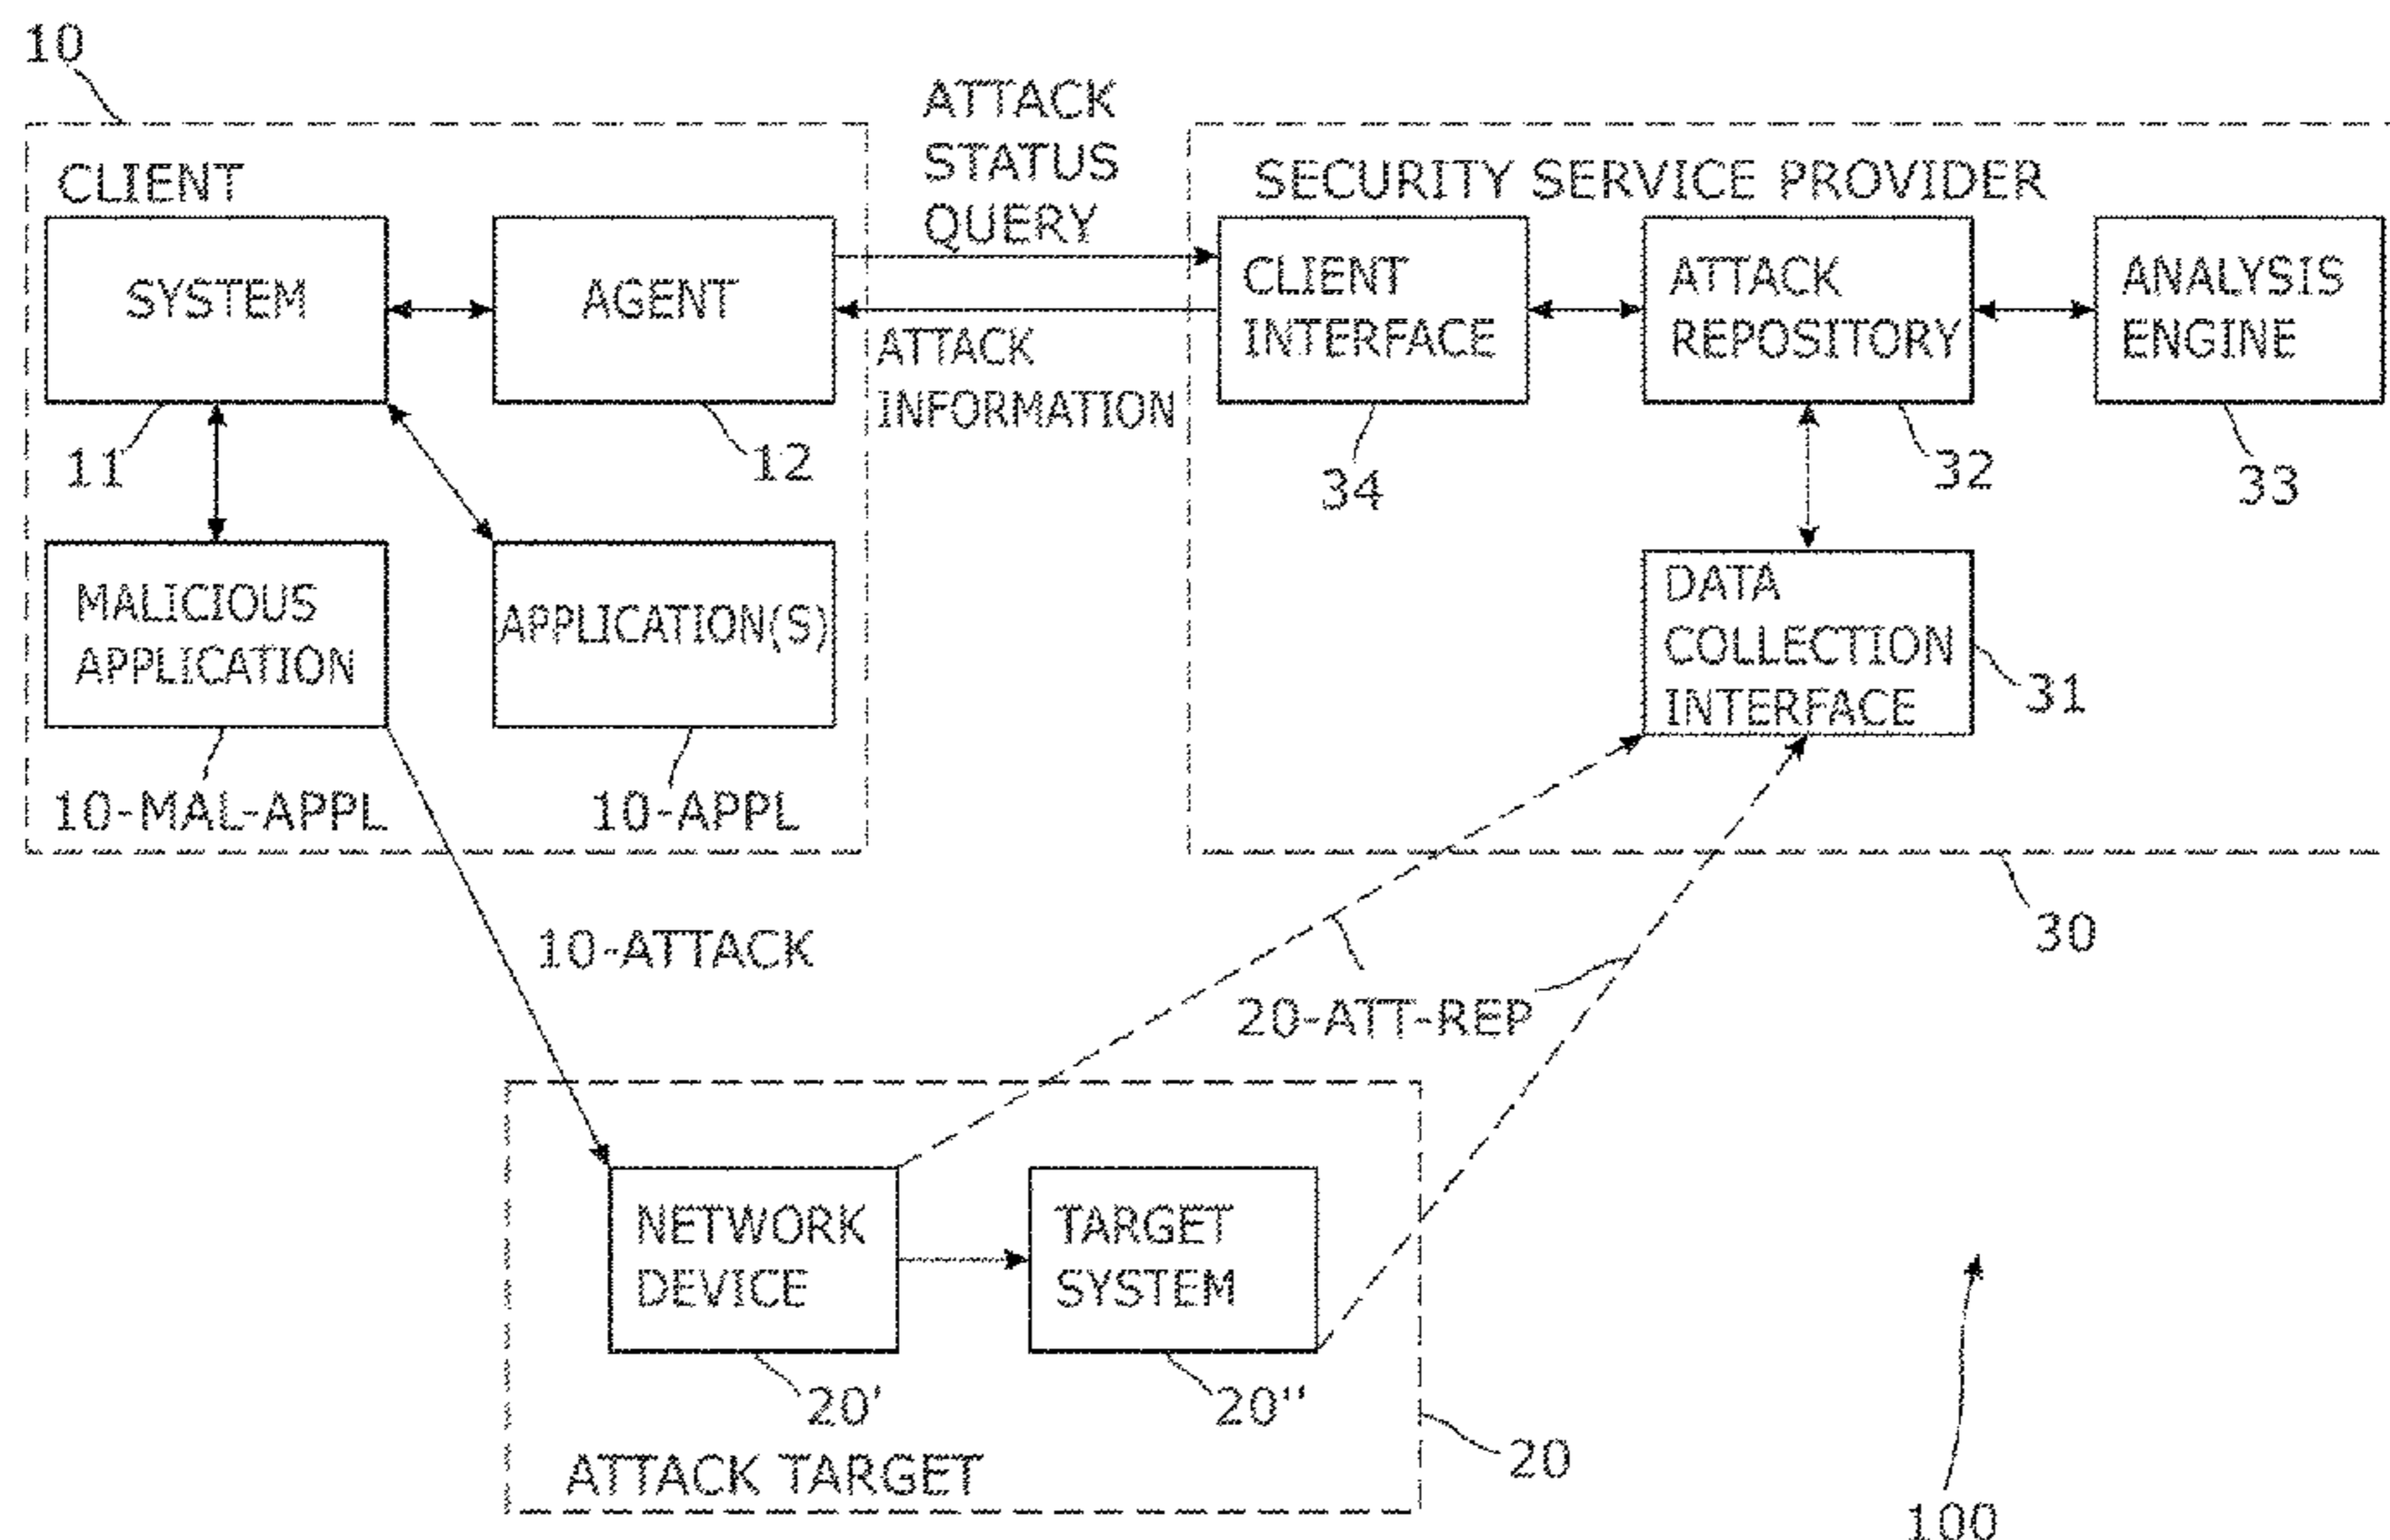 10
CLIENT
SYSTEM
11
AGENT
12
MALICIOUS
APPLICATION
10-MAL-APPL
APPLICATION(S)
10-APPL
ATTACK
STATUS
QUERY
ATTACK
INFORMATION
SECURITY SERVICE PROVIDER
CLIENT
INTERFACE
34
ATTACK
REPOSITORY
32
ANALYSIS
ENGINE
33
DATA
COLLECTION
INTERFACE
31
30
10-ATTACK
20-ATT-REP
NETWORK
DEVICE
20'
TARGET
SYSTEM
20"
ATTACK TARGET
20
100